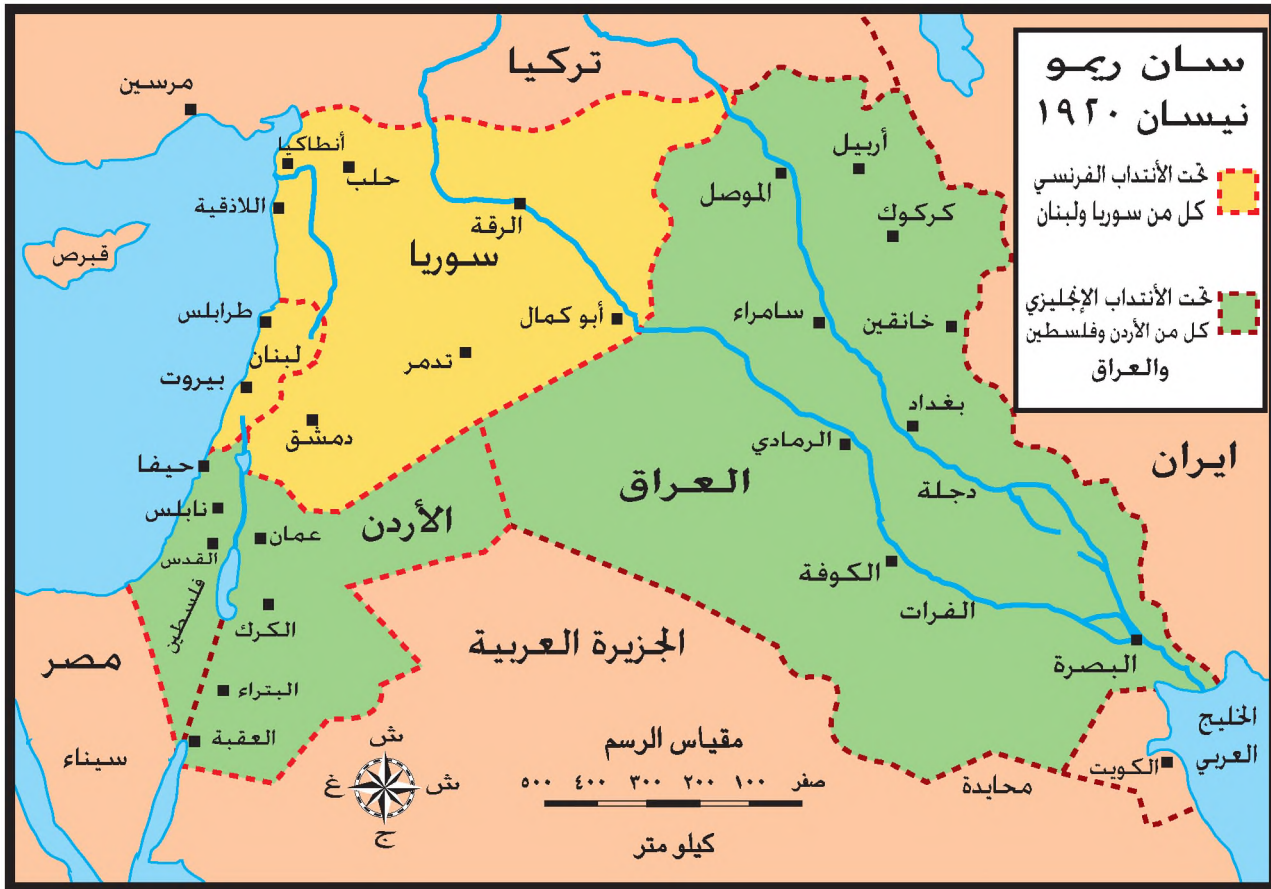 سان ريمو
نيسان ١٩٢٠
تحت الأنتداب الفرنسي
كل من سوريا ولبنان
تحت الأنتداب الإنجليزي
كل من الأردن وفلسطين
والعراق
تركيا
مرسين
أنطاكيا
حلب
أربيل
الموصل
اللاذقية
الرقة
كركوك
سوريا
قبرص
طرابلس
أبو كمال
سامراء
خانقين
لبنان
تدمر
بيروت
بغداد
دمشق
الرمادي
ايران
حيفا
العراق
دجلة
نابلس
الأردن
عمان
القدس
الكوفة
فلسطين
الفرات
الكرك
الجزيرة العربية
البصرة
مصر
البتراء
الخليج
العربي
العقبة
سيناء
الكويت
محايدة
ش
ش
غ
ج
مقياس الرسم
صفر ١٠٠ ٢٠٠ ٣٠٠ ٤٠٠ ٥٠٠
كيلو متر